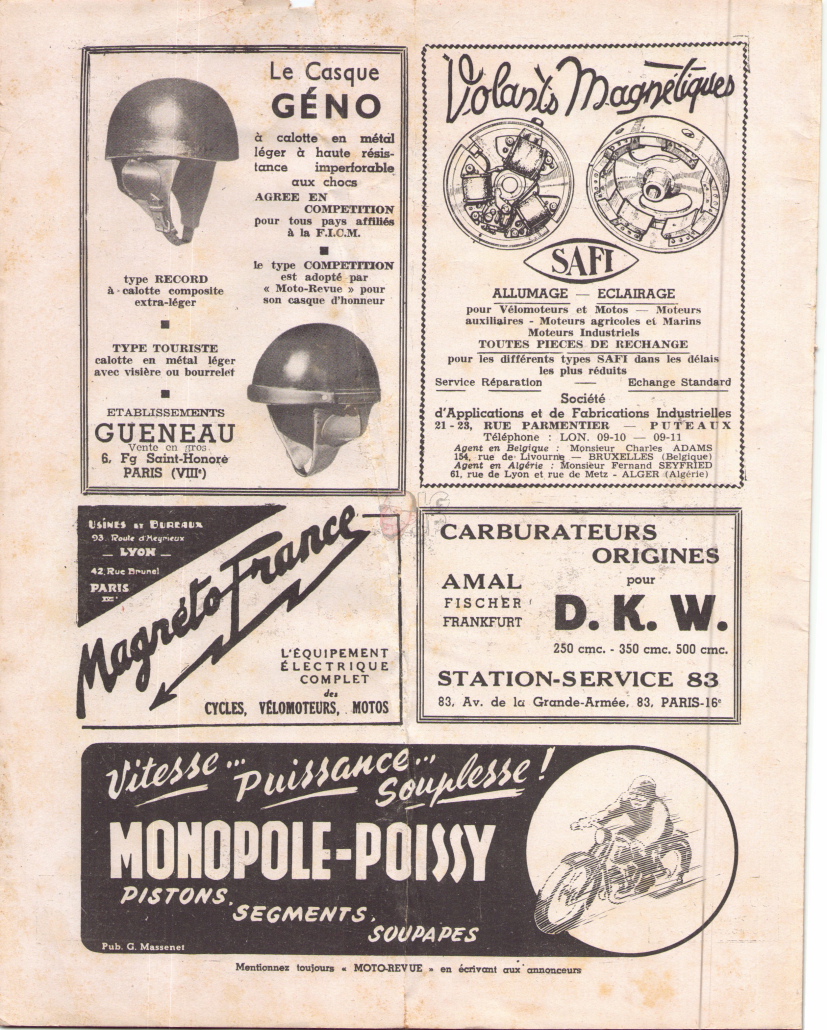 Le Casque
GÉNO
à calotte en métal
léger à haute résis-
tance imperforable
aux chocs
AGREE EN
COMPETITION
pour tous pays affiliés
à la F.I.C.M.
le type COMPETITION
est adopté par
« Moto-Revue » pour
son casque d'honneur
type RECORD
à calotte composite
extra-léger
TYPE TOURISTE
calotte en métal léger
avec visière ou bourrelet
ETABLISSEMENTS
GUENEAU
Vente en gros
6, Fg Saint-Honoré
PARIS (VIIIe)
Volants Magnétiques
SAFI
ALLUMAGE — ECLAIRAGE
pour Vélomoteurs et Motos — Moteurs
auxiliaires - Moteurs agricoles et Marins
Moteurs Industriels
TOUTES PIECES DE RECHANGE
pour les différents types SAFI dans les délais
les plus réduits
Service Réparation — Echange Standard
Société
d'Applications et de Fabrications Industrielles
21-23, RUE PARMENTIER — PUTEAUX
Téléphone : LON. 09-10 — 09-11
Agent en Belgique : Monsieur Charles ADAMS
154, rue de Livourne — BRUXELLES (Belgique)
Agent en Algérie : Monsieur Fernand SEYFRIED
61, rue de Lyon et rue de Metz - ALGER (Algérie)
USINES ET BUREAUX
93, Route d'Heyrieux
— LYON —
42, Rue Brunel
PARIS
Magnéto-France
L'ÉQUIPEMENT
ÉLECTRIQUE
COMPLET
des
CYCLES, VÉLOMOTEURS, MOTOS
CARBURATEURS
ORIGINES
AMAL
FISCHER
FRANKFURT
pour
D. K. W.
250 cmc. - 350 cmc. 500 cmc.
STATION-SERVICE 83
83, Av. de la Grande-Armée, 83, PARIS-16e
Vitesse... Puissance... Souplesse !
MONOPOLE-POISSY
PISTONS,
SEGMENTS,
SOUPAPES
Pub. G. Massenet
Mentionnez toujours « MOTO-REVUE » en écrivant aux annonceurs